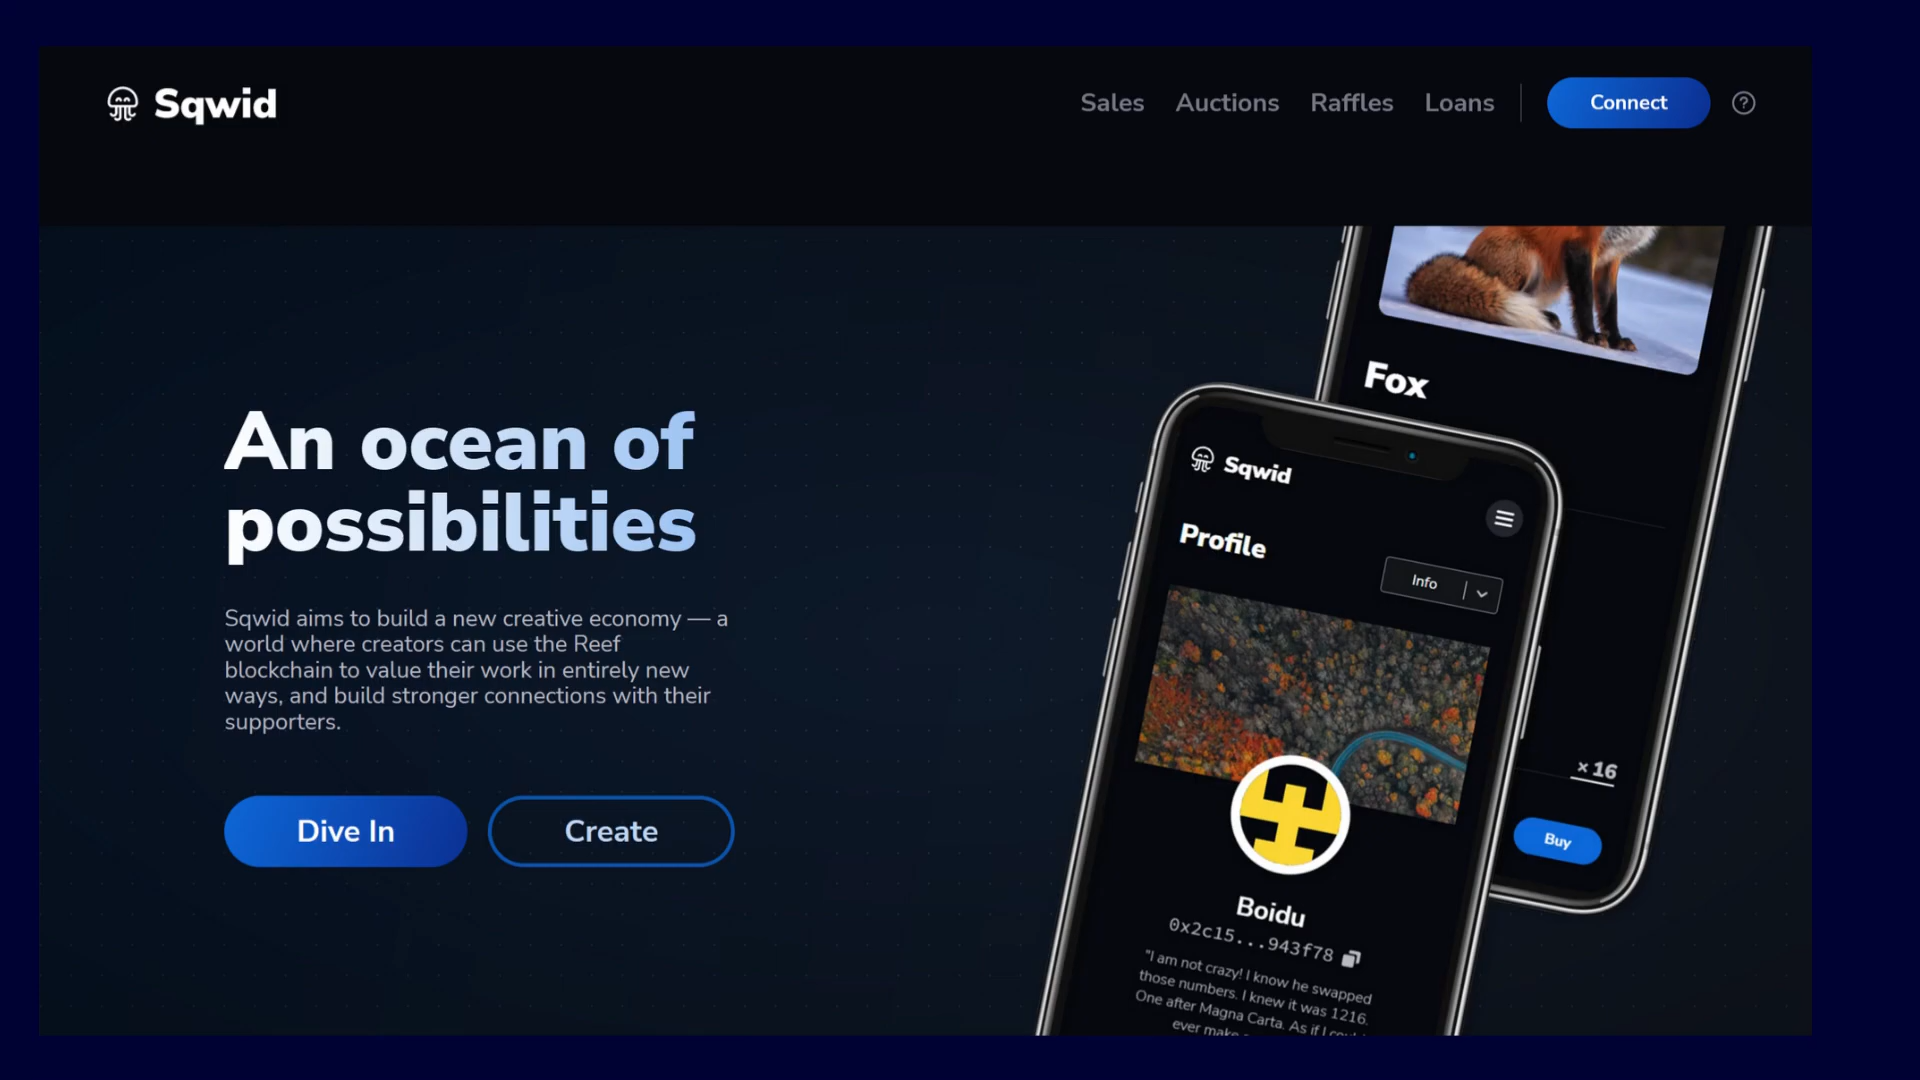 Sqwid
Sales Auctions Raffles Loans Connect ?
An ocean of
possibilities
Sqwid aims to build a new creative economy — a
world where creators can use the Reef
blockchain to value their work in entirely new
ways, and build stronger connections with their
supporters.
Dive In Create
Fox
× 16
Buy
Sqwid
Profile
Info
Boidu
0x2c15...943f78
"I am not crazy! I know he swapped
those numbers. I knew it was 1216.
One after Magna Carta. As if I
ever make